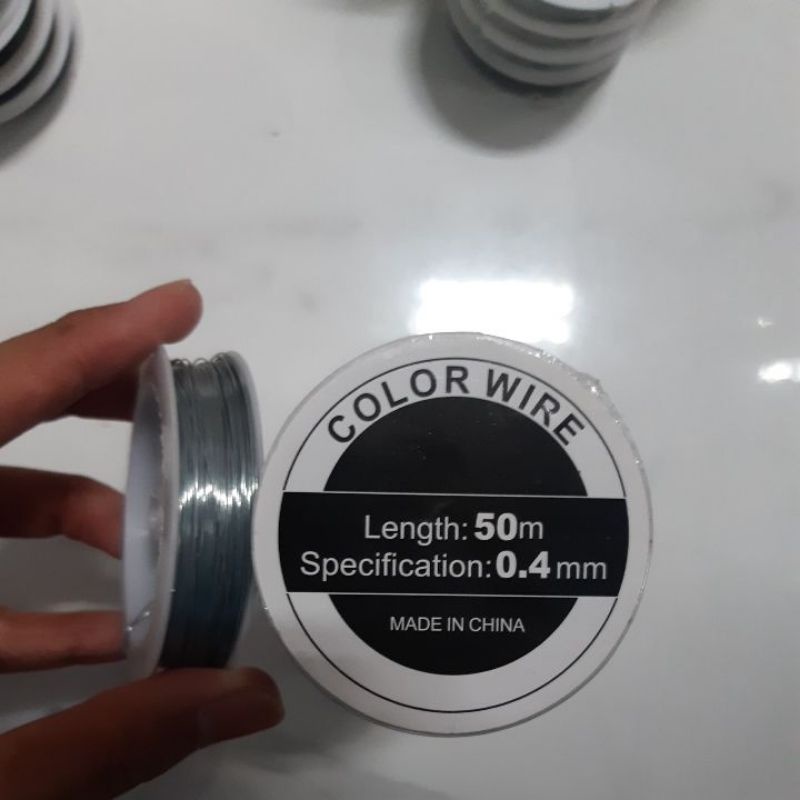 COLOR WIRE
Length: 50m
Specification: 0.4 mm
MADE IN CHINA